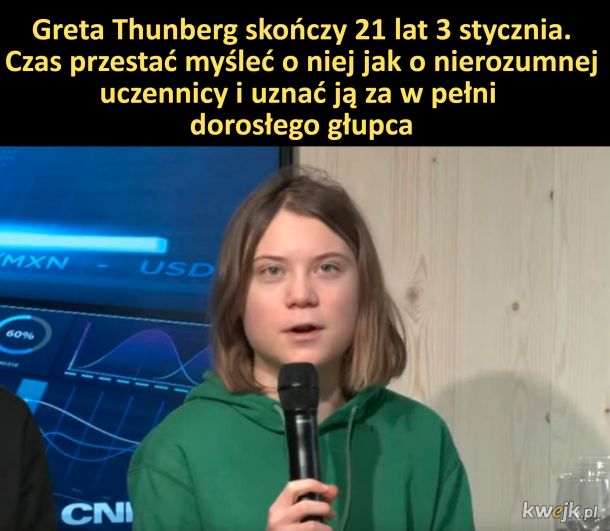 Greta Thunberg skończy 21 lat 3 stycznia.
Czas przestać myśleć o niej jak o nierozumnej
uczennicy i uznać ją za w pełni
dorosłego głupca
/MXN - USD
60%
CN
kwejk.pl